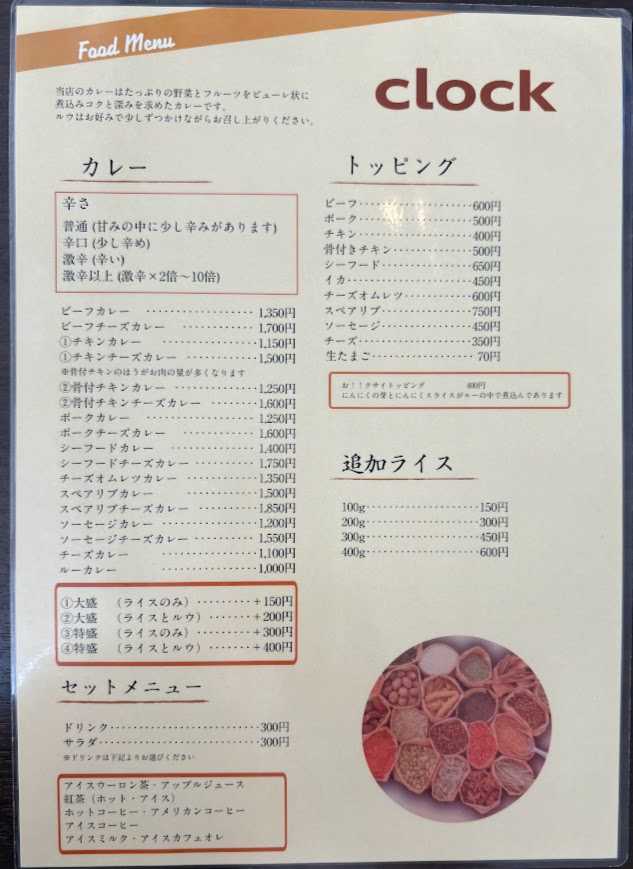 Food Menu
clock
当店のカレーはたっぷりの野菜とフルーツをピューレ状に
煮込みコクと深みを求めたカレーです。
ルウはお好みで少しずつかけながらお召し上がりください。
カレー
辛さ
普通 (甘みの中に少し辛みがあります)
辛口 (少し辛め)
激辛 (辛い)
激辛以上 (激辛×2倍～10倍)
ビーフカレー ・・・・・・・・・・・・・・・・・ 1,350円
ビーフチーズカレー ・・・・・・・・・・・・ 1,700円
①チキンカレー ・・・・・・・・・・・・・・・ 1,150円
①チキンチーズカレー ・・・・・・・・・・・ 1,500円
※骨付チキンのほうがお肉の量が多くなります
②骨付チキンカレー ・・・・・・・・・・・・ 1,250円
②骨付チキンチーズカレー ・・・・・・・・ 1,600円
ポークカレー ・・・・・・・・・・・・・・・・・ 1,250円
ポークチーズカレー ・・・・・・・・・・・・ 1,600円
シーフードカレー ・・・・・・・・・・・・・・ 1,400円
シーフードチーズカレー ・・・・・・・・・・ 1,750円
チーズオムレツカレー ・・・・・・・・・・・ 1,350円
スペアリブカレー ・・・・・・・・・・・・・・ 1,500円
スペアリブチーズカレー ・・・・・・・・・・ 1,850円
ソーセージカレー ・・・・・・・・・・・・・・ 1,200円
ソーセージチーズカレー ・・・・・・・・・・ 1,550円
チーズカレー ・・・・・・・・・・・・・・・ 1,100円
ルーカレー ・・・・・・・・・・・・・・・ 1,000円
①大盛 （ライスのみ）・・・・・・・・・+150円
②大盛 （ライスとルウ）・・・・・・・・+200円
③特盛 （ライスのみ）・・・・・・・・・+300円
④特盛 （ライスとルウ）・・・・・・・・+400円
セットメニュー
ドリンク・・・・・・・・・・・・・・・・・・・・・・・300円
サラダ・・・・・・・・・・・・・・・・・・・・・・・・・300円
※ドリンクは下記よりお選びください
アイスウーロン茶・アップルジュース
紅茶（ホット・アイス）
ホットコーヒー・アメリカンコーヒー
アイスコーヒー
アイスミルク・アイスカフェオレ
トッピング
ビーフ・・・・・・・・・・・・・・・・・・600円
ポーク・・・・・・・・・・・・・・・・・・500円
チキン・・・・・・・・・・・・・・・・・・400円
骨付きチキン・・・・・・・・・・・・・500円
シーフード・・・・・・・・・・・・・・・650円
イカ・・・・・・・・・・・・・・・・・・・・450円
チーズオムレツ・・・・・・・・・・・・600円
スペアリブ・・・・・・・・・・・・・・・750円
ソーセージ・・・・・・・・・・・・・・・450円
チーズ・・・・・・・・・・・・・・・・・・350円
生たまご・・・・・・・・・・・・・・・・・70円
お！！クサイトッピング 400円
にんにくの芽とにんにくスライスがルーの中で煮込んであります
追加ライス
100g・・・・・・・・・・・・・・・・・・・・150円
200g・・・・・・・・・・・・・・・・・・・・300円
300g・・・・・・・・・・・・・・・・・・・・450円
400g・・・・・・・・・・・・・・・・・・・・600円